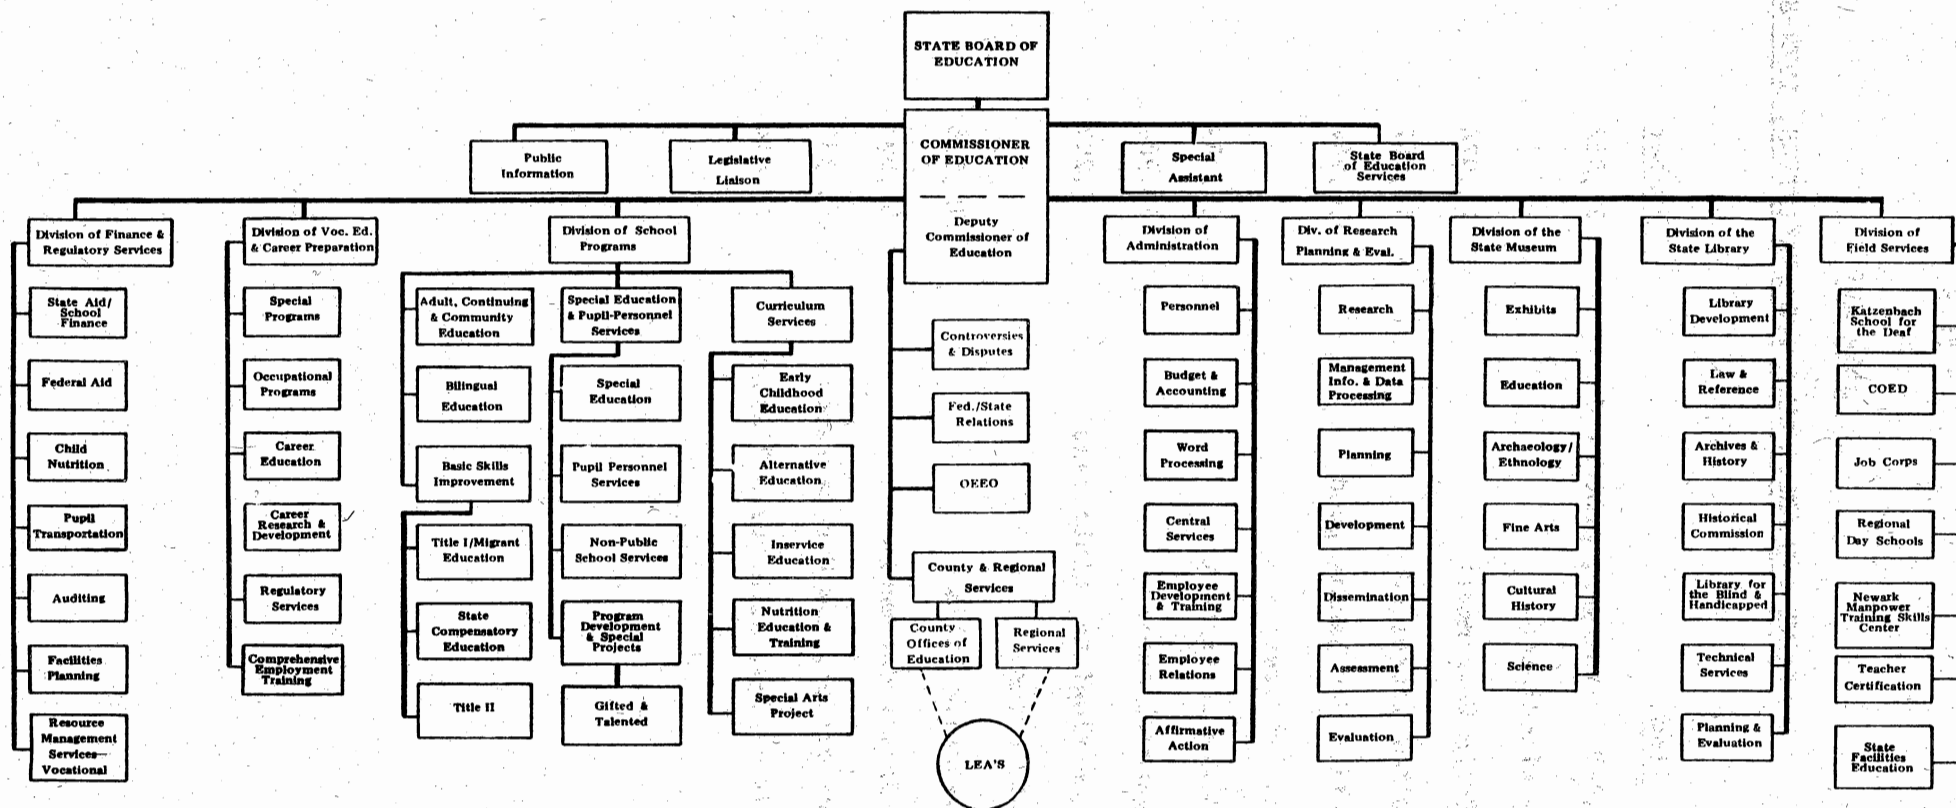 STATE BOARD OF
EDUCATION
COMMISSIONER
OF EDUCATION
Deputy
Commissioner of
Education
Public
Information
Legislative
Liaison
Special
Assistant
State Board
of Education
Services
Division of Finance &
Regulatory Services
State Aid/
School
Finance
Federal Aid
Child
Nutrition
Pupil
Transportation
Auditing
Facilities
Planning
Resource
Management
Services—
Vocational
Division of Voc. Ed.
& Career Preparation
Special
Programs
Occupational
Programs
Career
Education
Career
Research &
Development
Regulatory
Services
Comprehensive
Employment
Training
Division of School
Programs
Adult, Continuing
& Community
Education
Bilingual
Education
Basic Skills
Improvement
Title I/Migrant
Education
State
Compensatory
Education
Title II
Special Education
& Pupil-Personnel
Services
Special
Education
Pupil Personnel
Services
Non-Public
School Services
Program
Development
& Special
Projects
Gifted &
Talented
Curriculum
Services
Early
Childhood
Education
Alternative
Education
Inservice
Education
Nutrition
Education &
Training
Special Arts
Project
Controversies
& Disputes
Fed./State
Relations
OEEO
County & Regional
Services
County
Offices of
Education
Regional
Services
LEA'S
Division of
Administration
Personnel
Budget &
Accounting
Word
Processing
Central
Services
Employee
Development
& Training
Employee
Relations
Affirmative
Action
Div. of Research
Planning & Eval.
Research
Management
Info. & Data
Processing
Planning
Development
Dissemination
Assessment
Evaluation
Division of the
State Museum
Exhibits
Education
Archaeology/
Ethnology
Fine Arts
Cultural
History
Science
Division of the
State Library
Library
Development
Law &
Reference
Archives &
History
Historical
Commission
Library for
the Blind &
Handicapped
Technical
Services
Planning &
Evaluation
Division of
Field Services
Katzenbach
School for
the Deaf
COED
Job Corps
Regional
Day Schools
Newark
Manpower
Training Skills
Center
Teacher
Certification
State
Facilities
Education